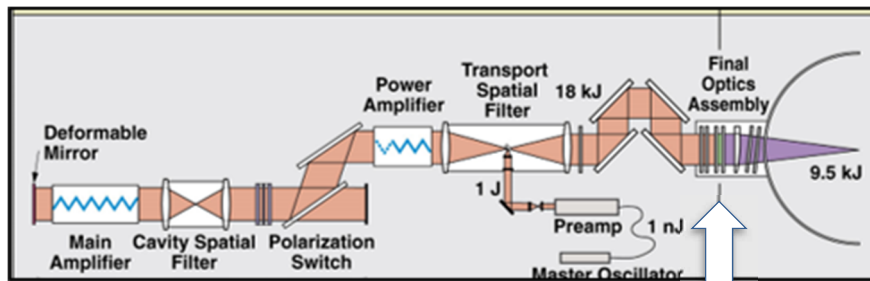 Deformable
Mirror
Main
Amplifier
Cavity Spatial
Filter
Polarization
Switch
Power
Amplifier
Transport
Spatial
Filter
18 kJ
1 J
Preamp
1 nJ
Master Oscillator
Final
Optics
Assembly
9.5 kJ